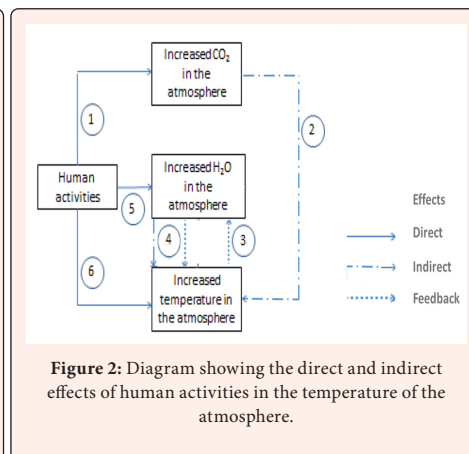 Increased CO₂
in the
atmosphere
1
2
Human
activities
Increased H₂O
in the
atmosphere
5
4
3
6
Increased
temperature in
the atmosphere
Effects
Direct
Indirect
Feedback
Figure 2: Diagram showing the direct and indirect
effects of human activities in the temperature of the
atmosphere.